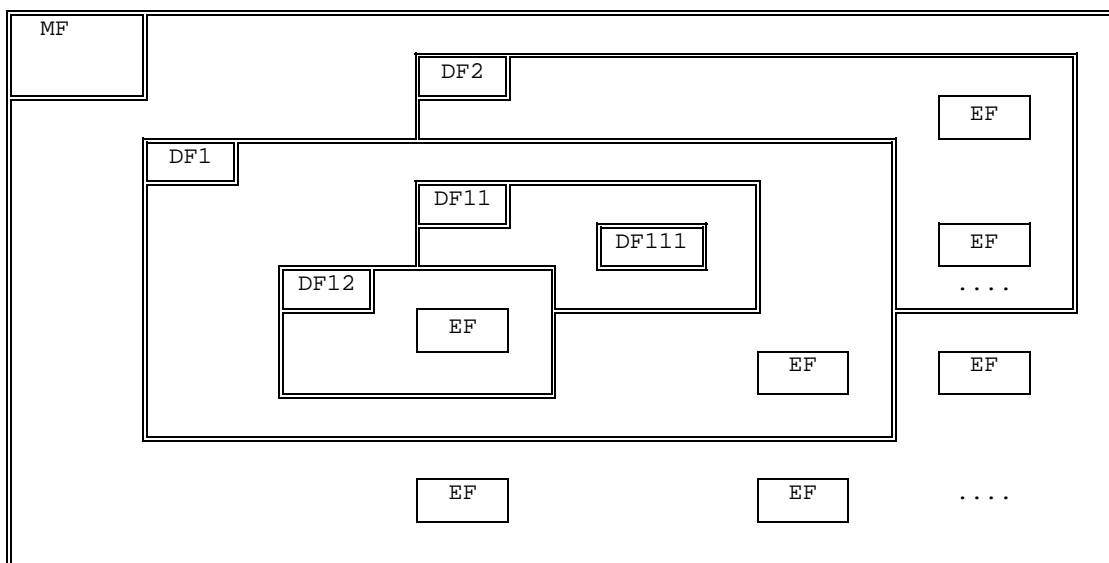 MF
DF2
EF
DF1
DF11
DF111
EF
DF12
....
EF
EF
EF
EF
EF
....